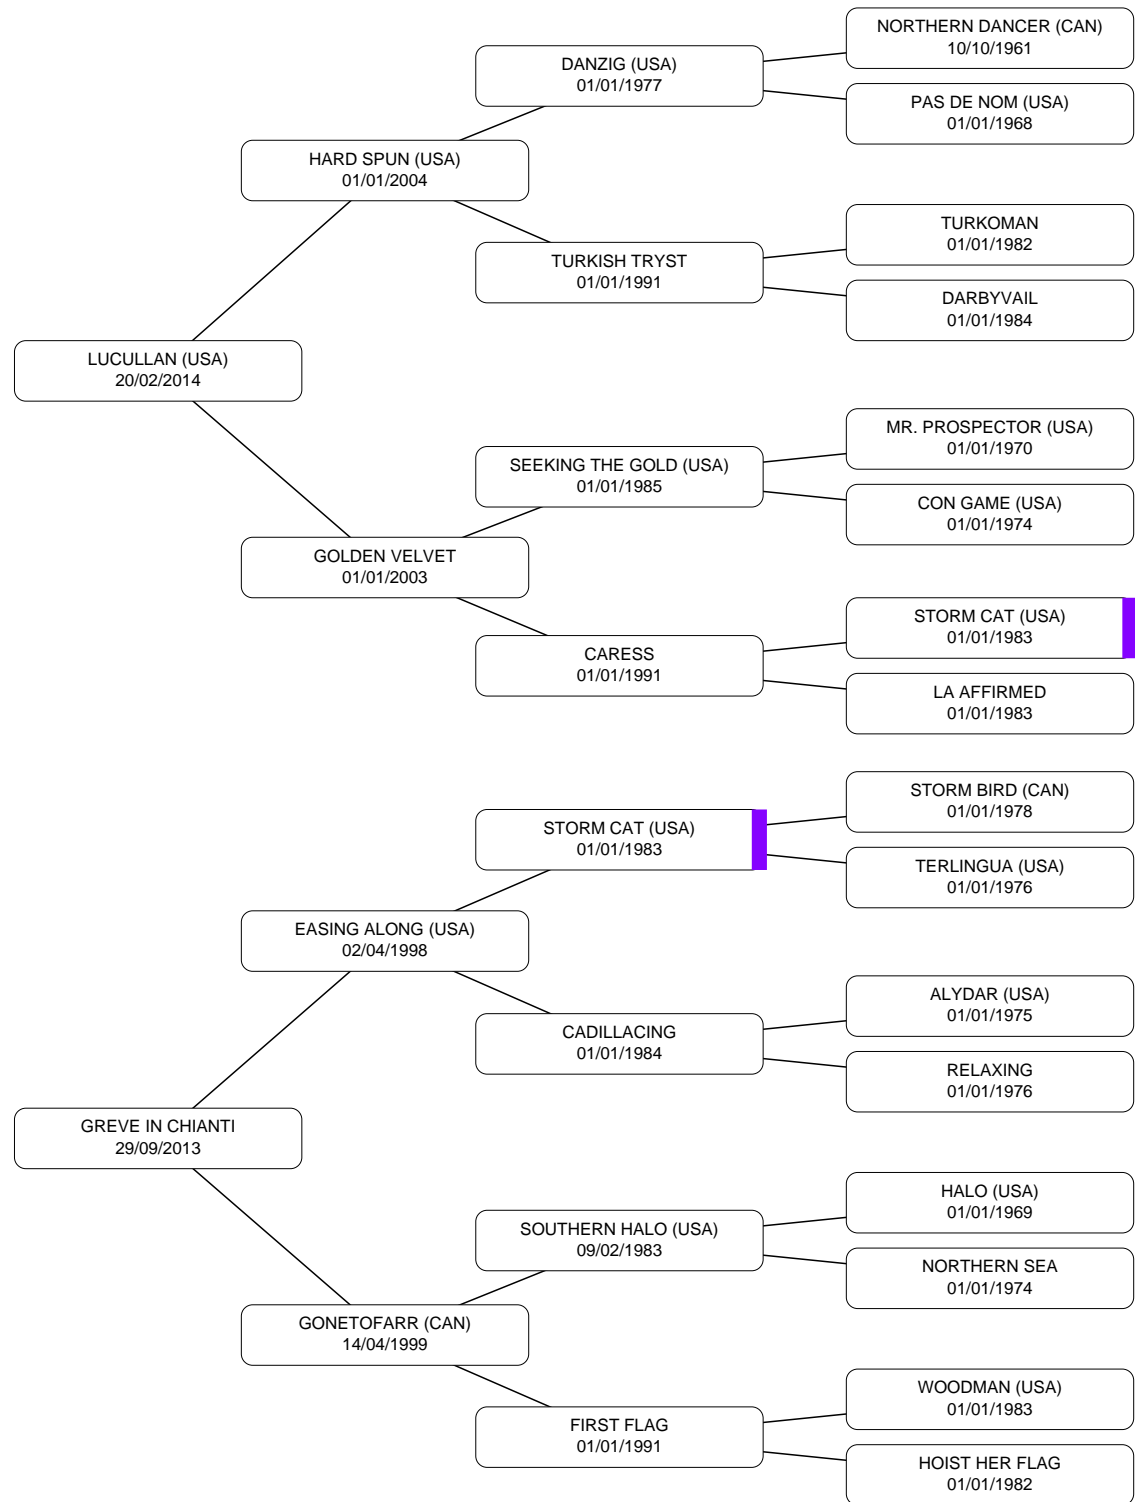 NORTHERN DANCER (CAN)
10/10/1961
DANZIG (USA)
01/01/1977
PAS DE NOM (USA)
01/01/1968
HARD SPUN (USA)
01/01/2004
TURKOMAN
01/01/1982
TURKISH TRYST
01/01/1991
DARBYVAIL
01/01/1984
LUCULLAN (USA)
20/02/2014
MR. PROSPECTOR (USA)
01/01/1970
SEEKING THE GOLD (USA)
01/01/1985
CON GAME (USA)
01/01/1974
GOLDEN VELVET
01/01/2003
STORM CAT (USA)
01/01/1983
CARESS
01/01/1991
LA AFFIRMED
01/01/1983
STORM BIRD (CAN)
01/01/1978
STORM CAT (USA)
01/01/1983
TERLINGUA (USA)
01/01/1976
EASING ALONG (USA)
02/04/1998
ALYDAR (USA)
01/01/1975
CADILLACING
01/01/1984
RELAXING
01/01/1976
GREVE IN CHIANTI
29/09/2013
HALO (USA)
01/01/1969
SOUTHERN HALO (USA)
09/02/1983
NORTHERN SEA
01/01/1974
GONETOFARR (CAN)
14/04/1999
WOODMAN (USA)
01/01/1983
FIRST FLAG
01/01/1991
HOIST HER FLAG
01/01/1982